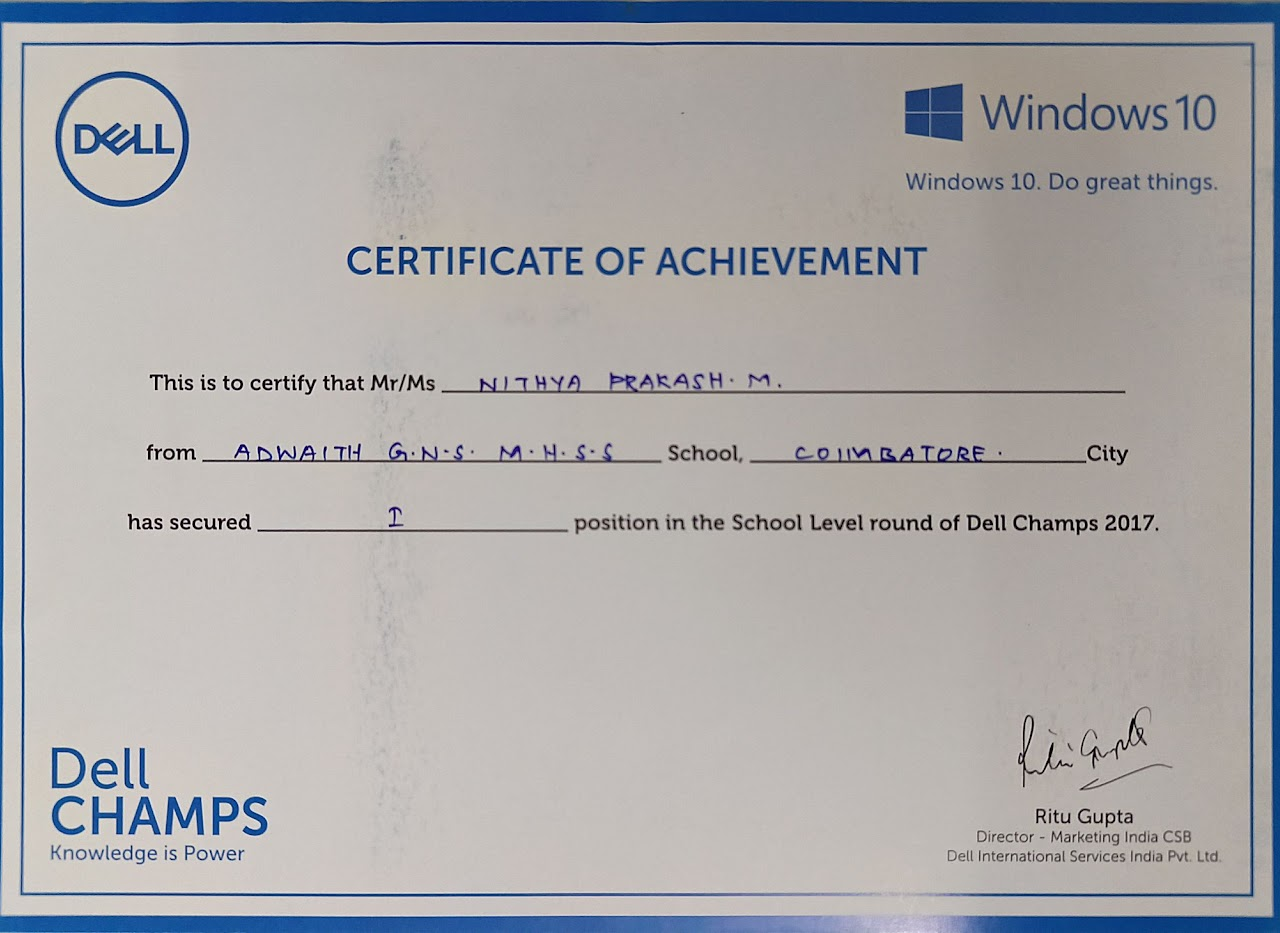 DELL
Windows 10
Windows 10. Do great things.
CERTIFICATE OF ACHIEVEMENT
This is to certify that Mr/Ms NITHYA PRAKASH. M.
from ADWAITH G.N.S. M.H.S.S School, COIMBATORE. City
has secured I position in the School Level round of Dell Champs 2017.
Dell
CHAMPS
Knowledge is Power
Ritu Gupta
Ritu Gupta
Director - Marketing India CSB
Dell International Services India Pvt. Ltd.